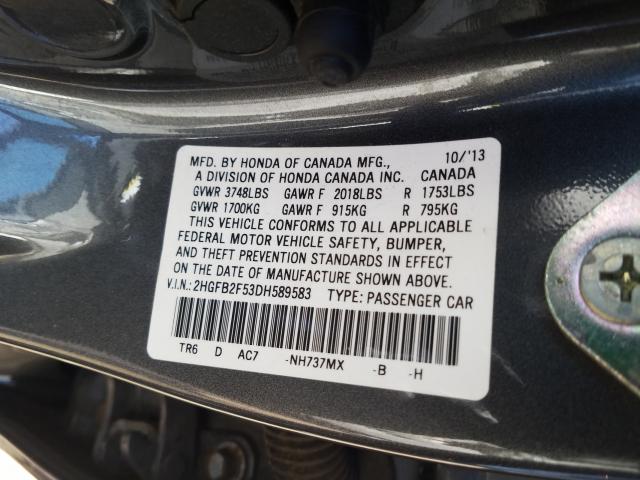 MFD. BY HONDA OF CANADA MFG., 10/'13
A DIVISION OF HONDA CANADA INC. CANADA
GVWR 3748LBS GAWR F 2018LBS R 1753LBS
GVWR 1700KG GAWR F 915KG R 795KG
THIS VEHICLE CONFORMS TO ALL APPLICABLE
FEDERAL MOTOR VEHICLE SAFETY, BUMPER,
AND THEFT PREVENTION STANDARDS IN EFFECT
ON THE DATE OF MANUFACTURE SHOWN ABOVE.
V.I.N.: 2HGFB2F53DH589583 TYPE: PASSENGER CAR
TR6 D AC7 -NH737MX -B -H